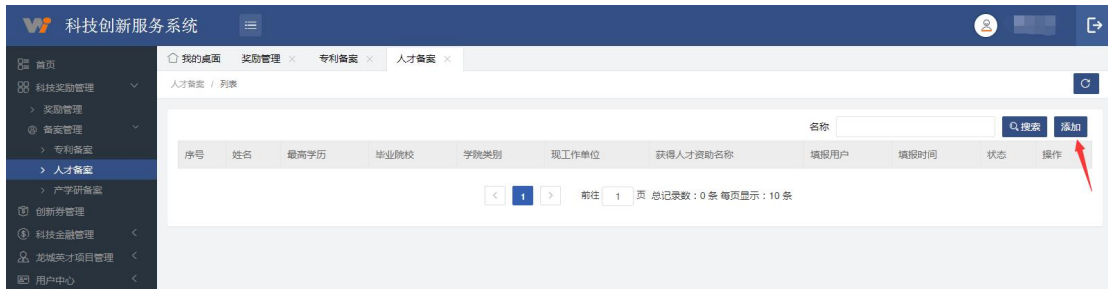 科技创新服务系统
首页
科技奖励管理
奖励管理
备案管理
专利备案
人才备案
产学研备案
创新券管理
科技金融管理
龙城英才项目管理
用户中心
我的桌面 奖励管理 专利备案 人才备案
人才备案 / 列表
名称 搜索 添加
序号 姓名 最高学历 毕业院校 学院类别 现工作单位 获得人才资助名称 填报用户 填报时间 状态 操作
< 1 > 前往 1 页 总记录数：0 条 每页显示：10 条